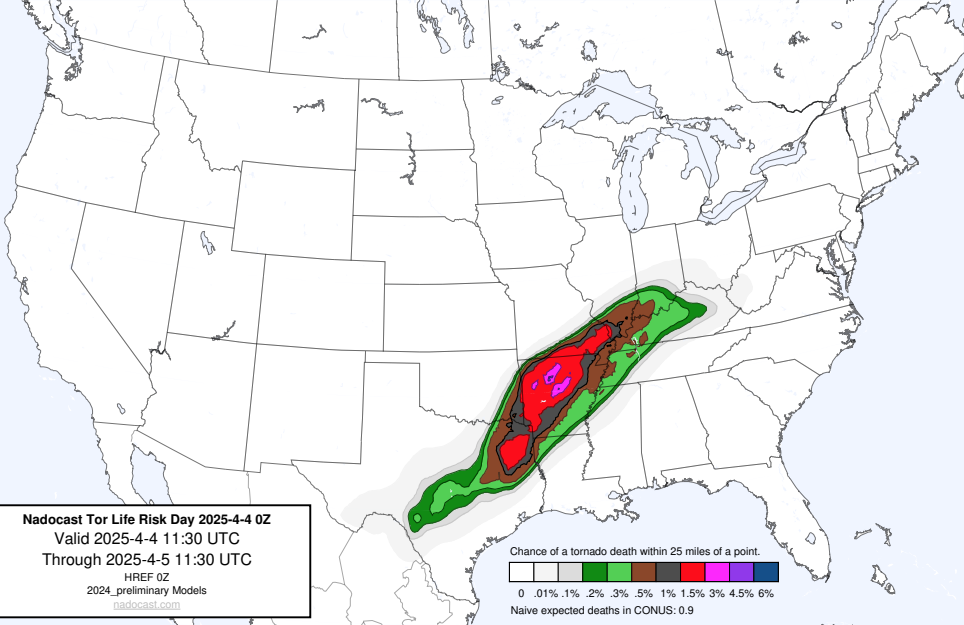 Nadocast Tor Life Risk Day 2025-4-4 0Z
Valid 2025-4-4 11:30 UTC
Through 2025-4-5 11:30 UTC
HREF 0Z
2024_preliminary Models
nadocast.com
Chance of a tornado death within 25 miles of a point.
0 .01% .1% .2% .3% .5% 1% 1.5% 3% 4.5% 6%
Naive expected deaths in CONUS: 0.9